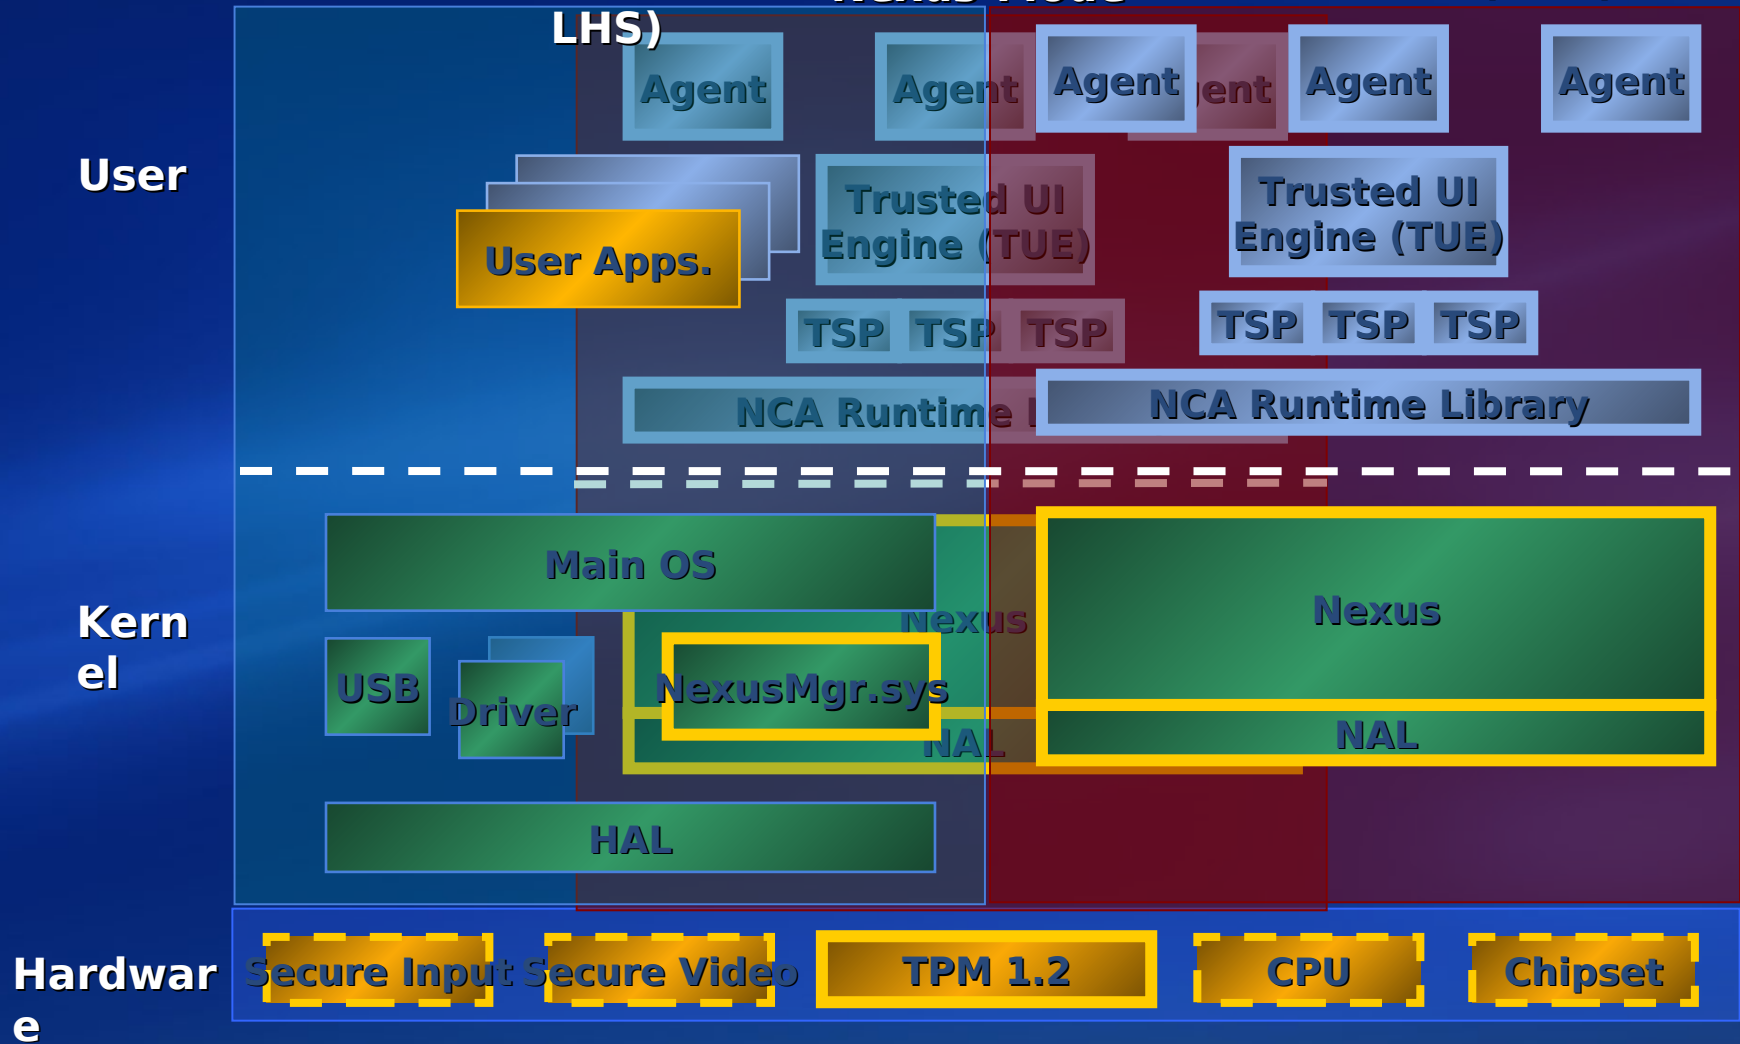 LHS)
Agent
Agent
Agent
Agent
Agent
User
Trusted UI
Engine (TUE)
Trusted UI
Engine (TUE)
User Apps.
TSP
TSP
TSP
TSP
TSP
TSP
NCA Runtime
NCA Runtime Library
Main OS
Nexus
Nexus
Kern
el
USB
Driver
NexusMgr.sys
NAL
NAL
HAL
Hardwar
e
Secure Input
Secure Video
TPM 1.2
CPU
Chipset